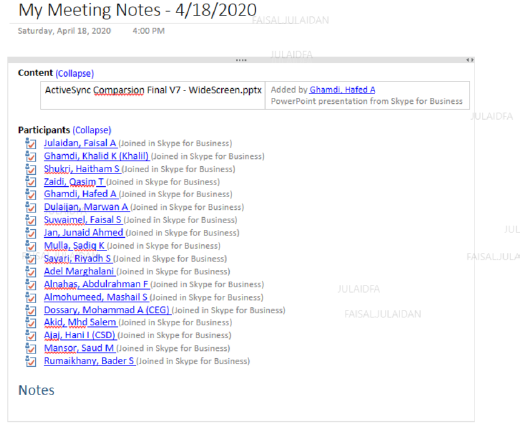 My Meeting Notes - 4/18/2020
FAISAL.JULAIDAN
Saturday, April 18, 2020 4:00 PM
JULAIDFA
Content (Collapse)
ActiveSync Comparsion Final V7 - WideScreen.pptx Added by Ghamdi, Hafed A
PowerPoint presentation from Skype for Business
JULAIDFA
Participants (Collapse)
Julaidan, Faisal A (Joined in Skype for Business)
Ghamdi, Khalid K (Khalil) (Joined in Skype for Business)
Shukri, Haitham S (Joined in Skype for Business)
Zaidi, Qasim T (Joined in Skype for Business)
Ghamdi, Hafed A (Joined in Skype for Business)
Dulaijan, Marwan A (Joined in Skype for Business)
Suwaimel, Faisal S (Joined in Skype for Business)
Jan, Junaid Ahmed (Joined in Skype for Business)
JUL
Mulla, Sadiq K (Joined in Skype for Business)
Sayari, Riyadh S (Joined in Skype for Business)
FAISAL.JULA
Adel Marghalani (Joined in Skype for Business)
Alnahas, Abdulrahman F (Joined in Skype for Business)
JULAIDFA
Almohumeed, Mashail S (Joined in Skype for Business)
Dossary, Mohammad A (CEG) (Joined in Skype for Business)
FAISAL.JULAIDAN
Akid, Mhd Salem (Joined in Skype for Business)
Ajaj, Hani I (CSD) (Joined in Skype for Business)
Mansor, Saud M (Joined in Skype for Business)
Rumaikhany, Bader S (Joined in Skype for Business)
Notes